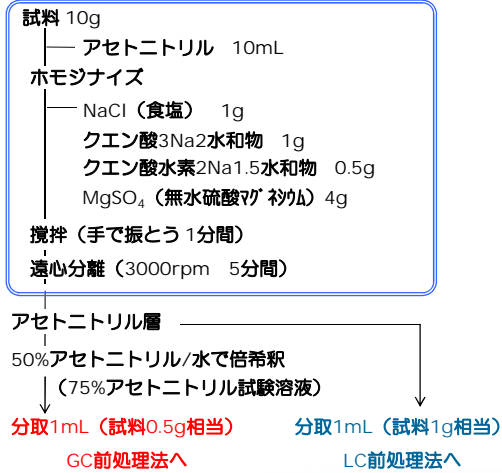 試料 10g
アセトニトリル 10mL
ホモジナイズ
NaCl（食塩） 1g
クエン酸3Na2水和物 1g
クエン酸水素2Na1.5水和物 0.5g
MgSO₄（無水硫酸ﾏｸﾞﾈｼｳﾑ）4g
撹拌（手で振とう 1分間）
遠心分離（3000rpm 5分間）
アセトニトリル層
50%アセトニトリル/水で倍希釈
（75%アセトニトリル試験溶液）
分取1mL（試料0.5g相当） 分取1mL（試料1g相当）
GC前処理法へ LC前処理法へ